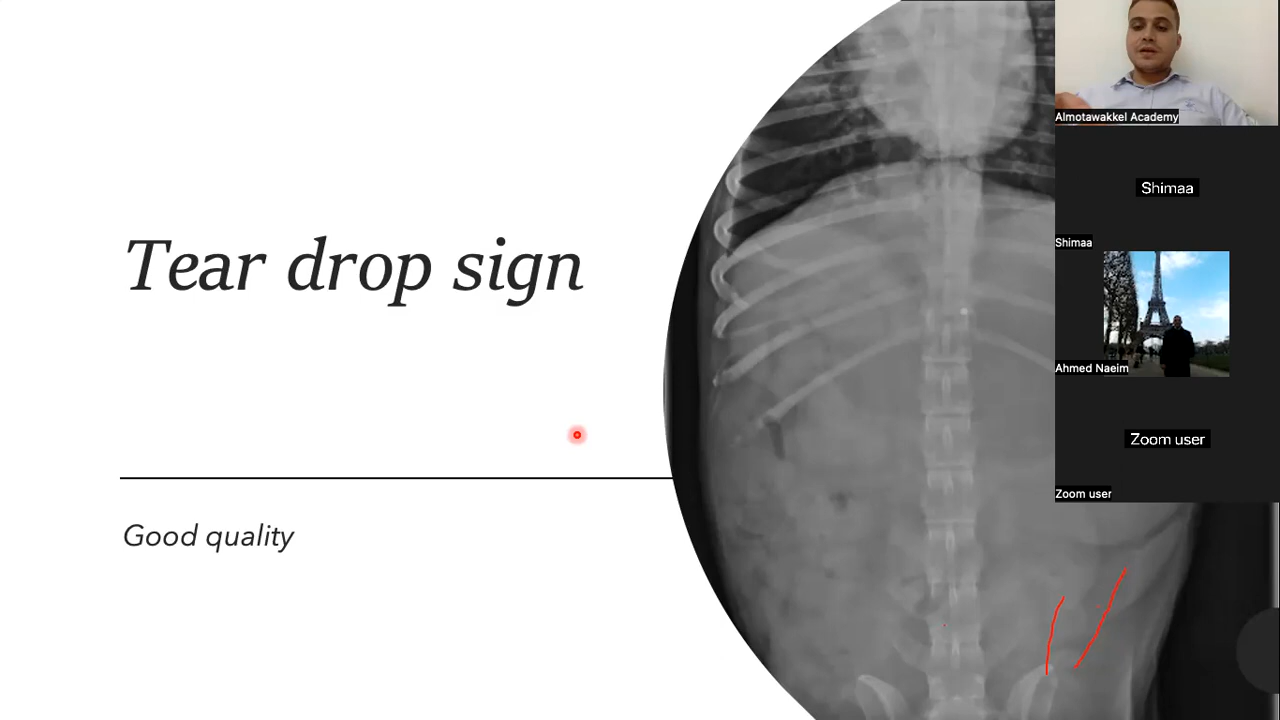 Tear drop sign
Good quality
Almotawakkel Academy
Shimaa
Shimaa
Ahmed Naeim
Zoom user
Zoom user